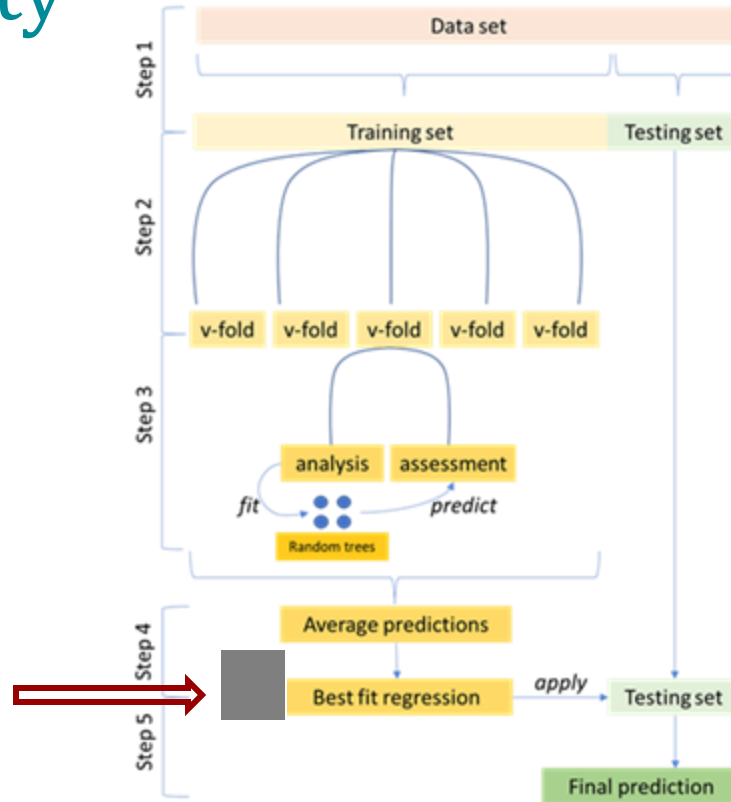 ty
Step 1
Data set
Training set
Testing set
Step 2
v-fold
v-fold
v-fold
v-fold
v-fold
Step 3
analysis
assessment
fit
predict
Random trees
Step 4
Average predictions
Best fit regression
apply
Testing set
Step 5
Final prediction